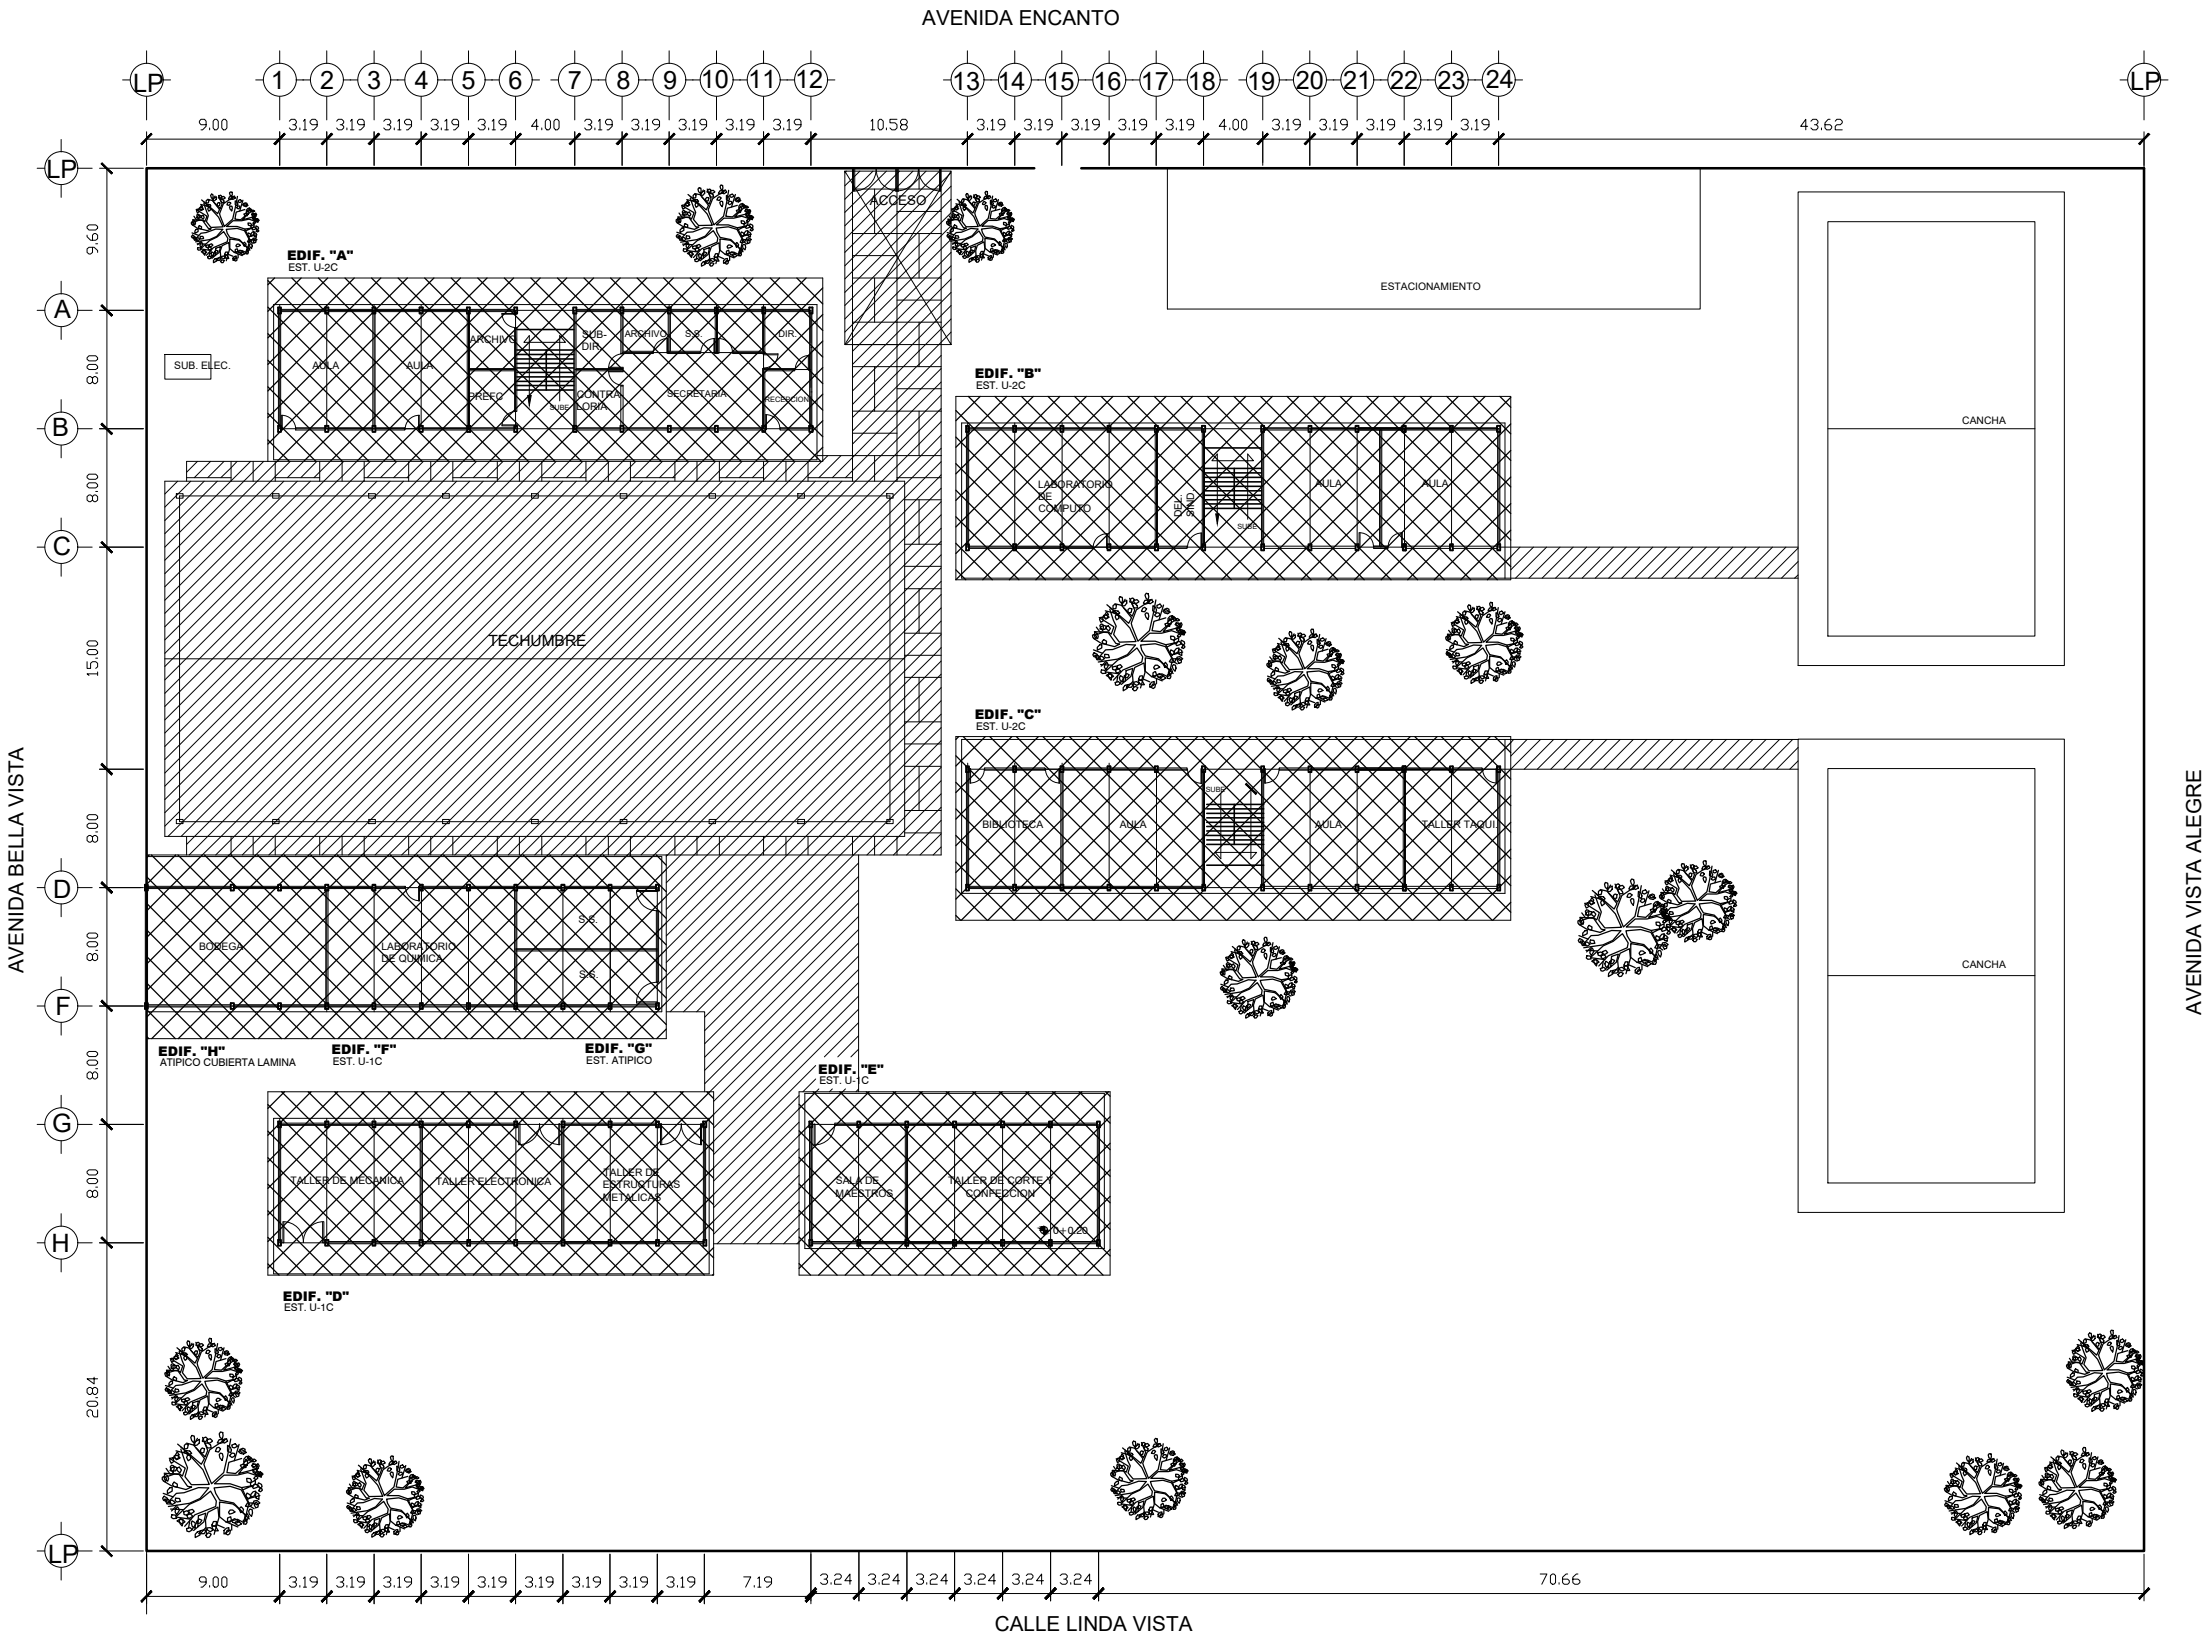 AVENIDA ENCANTO
LP 1 2 3 4 5 6 7 8 9 10 11 12 13 14 15 16 17 18 19 20 21 22 23 24 LP
9.00 3.19 3.19 3.19 3.19 3.19 4.00 3.19 3.19 3.19 3.19 3.19 10.58 3.19 3.19 3.19 3.19 3.19 4.00 3.19 3.19 3.19 3.19 3.19 43.62
LP
9.60
A
8.00
B
8.00
C
15.00
8.00
D
8.00
F
8.00
G
8.00
H
20.84
LP
AVENIDA BELLA VISTA
AVENIDA VISTA ALEGRE
ACCESO
EDIF. "A"
EST. U-2C
SUB. ELEC.
AULA
AULA
ARCHIVO
PREFC
SUBE
SUB-
DIR.
ARCHIVO
S.S.
DIR.
CONTRA
LORIA
SECRETARIA
RECEPCION
ESTACIONAMIENTO
CANCHA
EDIF. "B"
EST. U-2C
LABORATORIO
DE
COMPUTO
DEL.
SIND
SUBE
AULA
AULA
TECHUMBRE
EDIF. "C"
EST. U-2C
BIBLIOTECA
AULA
SUBE
AULA
TALLER TAQUI.
CANCHA
BODEGA
LABORATORIO
DE QUIMICA
S.S.
S.S.
EDIF. "H"
ATIPICO CUBIERTA LAMINA
EDIF. "F"
EST. U-1C
EDIF. "G"
EST. ATIPICO
EDIF. "E"
EST. U-1C
TALLER DE MECANICA
TALLER ELECTRONICA
TALLER DE
ESTRUCTURAS
METALICAS
SALA DE
MAESTROS
TALLER DE CORTE Y
CONFECCION
0+0.20
EDIF. "D"
EST. U-1C
9.00 3.19 3.19 3.19 3.19 3.19 3.19 3.19 3.19 3.19 7.19 3.24 3.24 3.24 3.24 3.24 3.24 70.66
CALLE LINDA VISTA